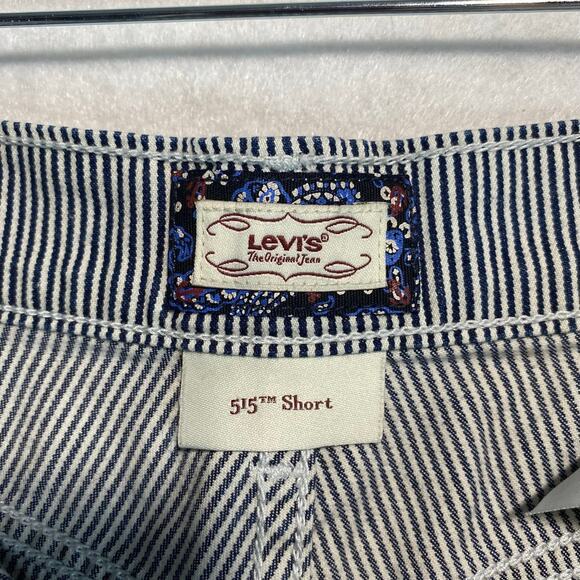 Levi's®
The Original Jean
515™ Short